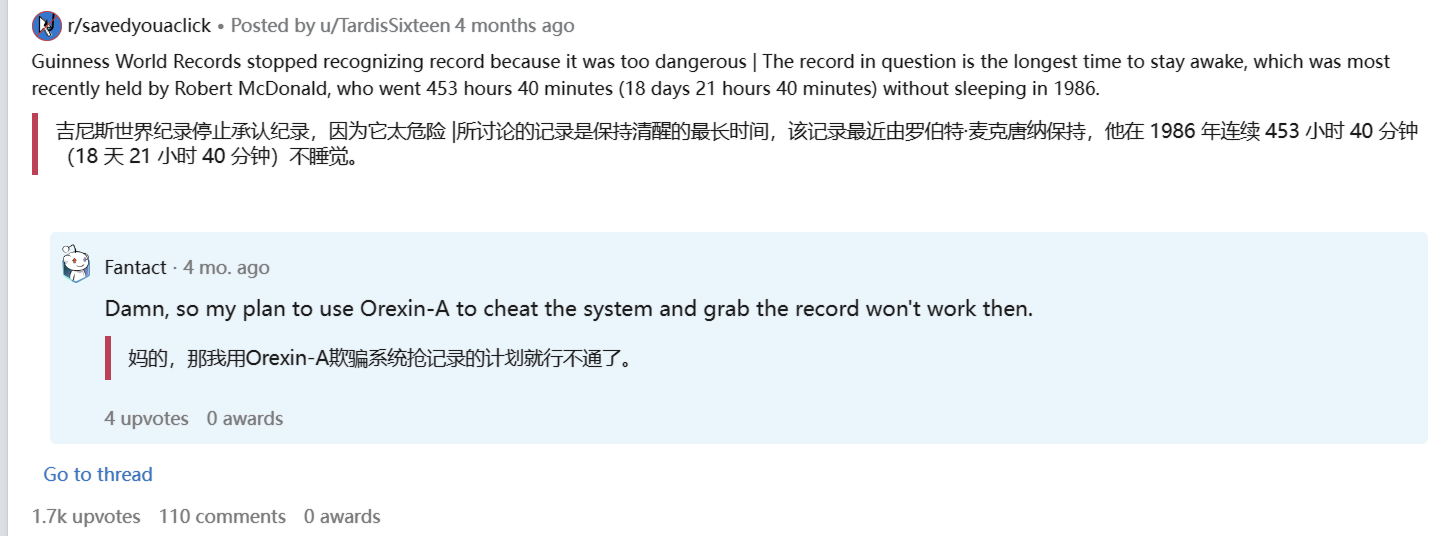 r/savedyouaclick • Posted by u/TardisSixteen 4 months ago
Guinness World Records stopped recognizing record because it was too dangerous | The record in question is the longest time to stay awake, which was most
recently held by Robert McDonald, who went 453 hours 40 minutes (18 days 21 hours 40 minutes) without sleeping in 1986.
吉尼斯世界纪录停止承认纪录，因为它太危险 |所讨论的记录是保持清醒的最长时间，该记录最近由罗伯特·麦克唐纳保持，他在 1986 年连续 453 小时 40 分钟
（18 天 21 小时 40 分钟）不睡觉。
Fantact · 4 mo. ago
Damn, so my plan to use Orexin-A to cheat the system and grab the record won't work then.
妈的，那我用Orexin-A欺骗系统抢记录的计划就行不通了。
4 upvotes 0 awards
Go to thread
1.7k upvotes 110 comments 0 awards